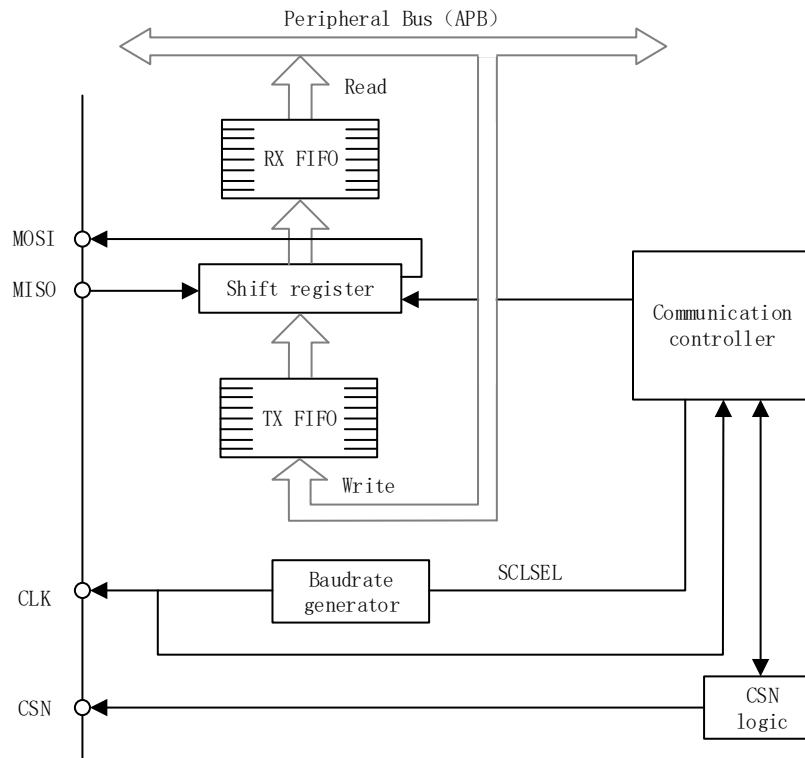 Peripheral Bus（APB）
Read
RX FIFO
MOSI
MISO
Shift register
Communication
controller
TX FIFO
Write
CLK
Baudrate
generator
SCLSEL
CSN
CSN
logic